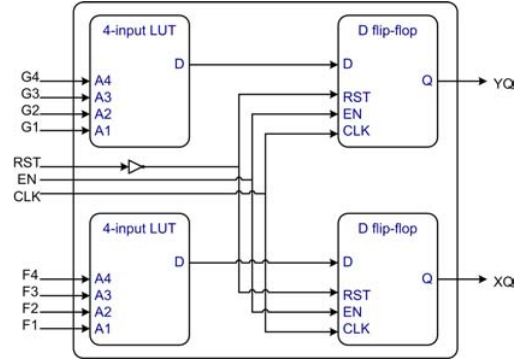 4-input LUT
D flip-flop
G4
G3
G2
G1
A4
A3
A2
A1
D
D
RST
EN
CLK
Q
YQ
RST
EN
CLK
4-input LUT
D flip-flop
F4
F3
F2
F1
A4
A3
A2
A1
D
D
RST
EN
CLK
Q
XQ